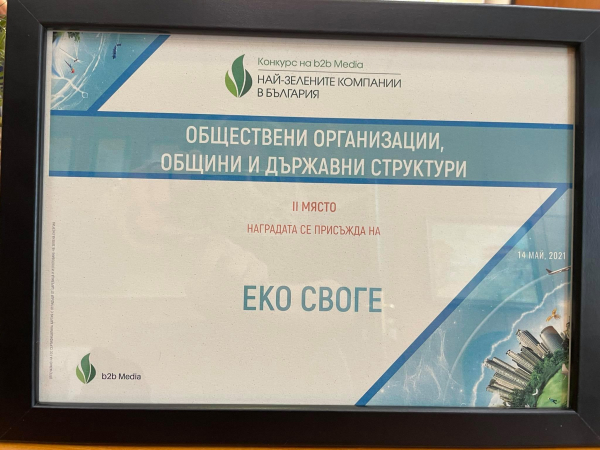 Конкурс на b2b Media
НАЙ-ЗЕЛЕНИТЕ КОМПАНИИ
В БЪЛГАРИЯ
ОБЩЕСТВЕНИ ОРГАНИЗАЦИИ,
ОБЩИНИ И ДЪРЖАВНИ СТРУКТУРИ
II МЯСТО
НАГРАДАТА СЕ ПРИСЪЖДА НА
14 МАЙ, 2021
ЕКО СВОГЕ
b2b Media